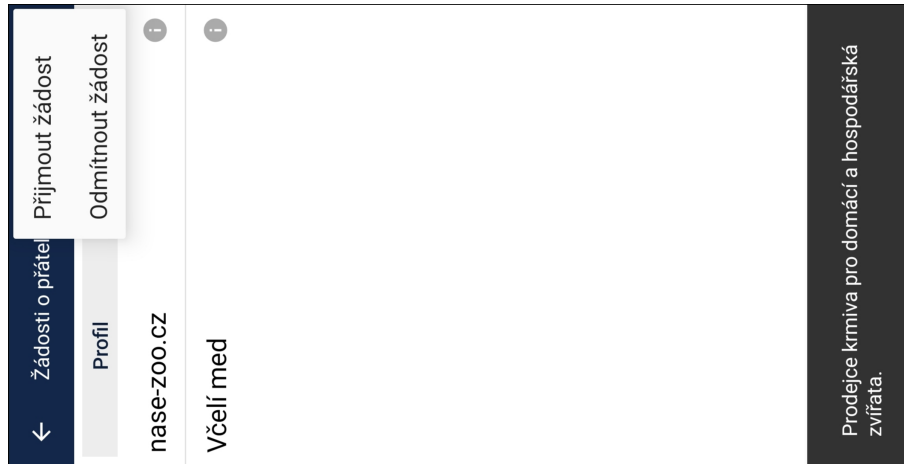 Žádosti o přátel
Přijmout žádost
Odmítnout žádost
Profil
nase-zoo.cz
Včelí med
Prodejce krmiva pro domácí a hospodářská
zvířata.